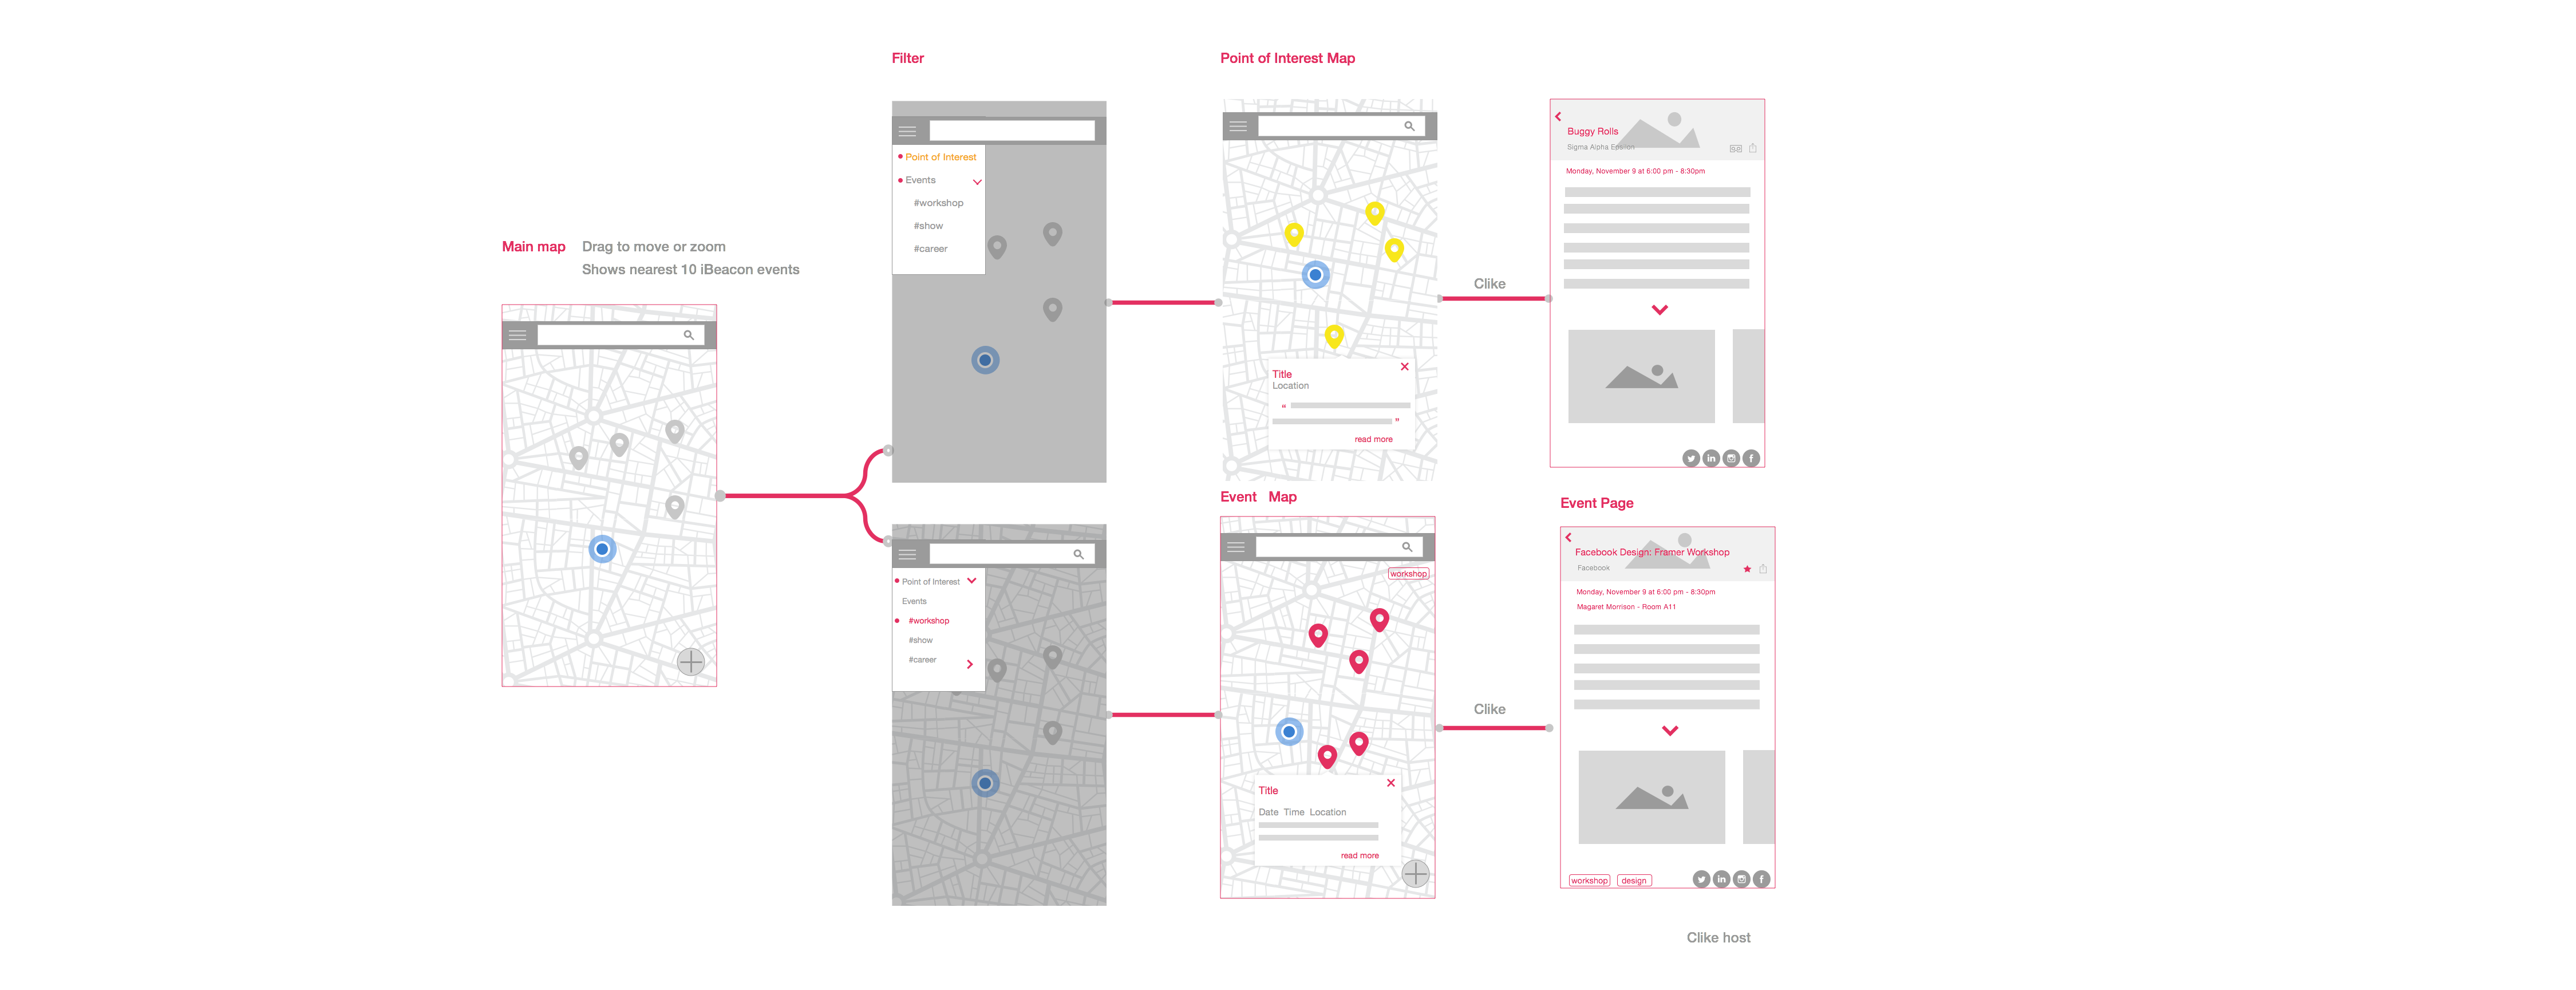 Main map
Drag to move or zoom
Shows nearest 10 iBeacon events
Filter
Point of Interest
Events
#workshop
#show
#career
Point of Interest
Events
#workshop
#show
#career
Point of Interest Map
Title
Location
“
”
read more
Clike
Buggy Rolls
Sigma Alpha Epsilon
Monday, November 9 at 6:00 pm - 8:30pm
Event Map
workshop
Title
Date Time Location
read more
Clike
Event Page
Facebook Design: Framer Workshop
Facebook
Monday, November 9 at 6:00 pm - 8:30pm
Magaret Morrison - Room A11
workshop design
Clike host